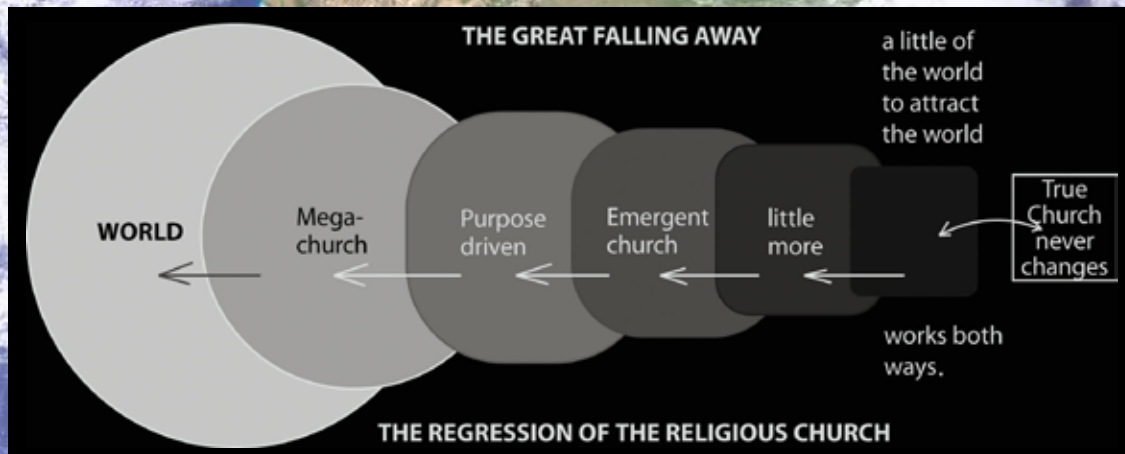 THE GREAT FALLING AWAY
a little of
the world
to attract
the world
WORLD
Mega-
church
Purpose
driven
Emergent
church
little
more
True
Church
never
changes
works both
ways.
THE REGRESSION OF THE RELIGIOUS CHURCH